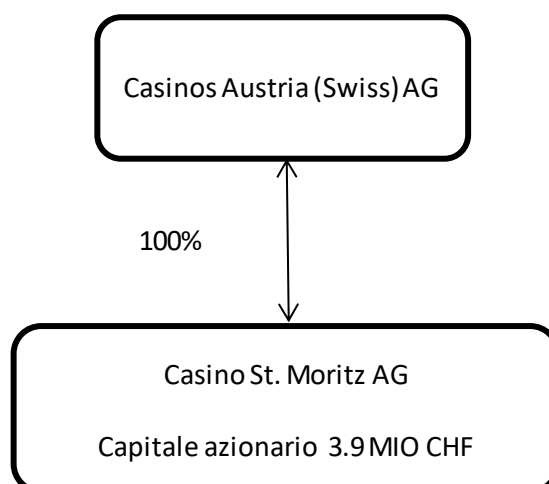 Casinos Austria (Swiss) AG
100%
Casino St. Moritz AG
Capitale azionario 3.9 MIO CHF